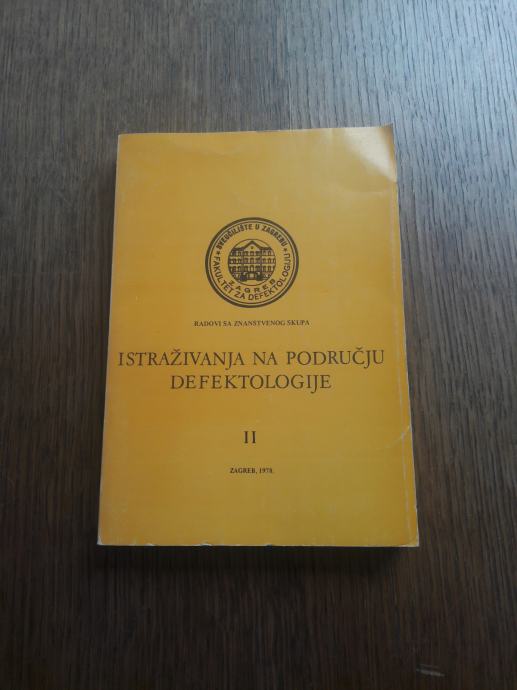 SVEUČILIŠTE U ZAGREBU
FAKULTET ZA DEFEKTOLOGIJU
ZAGREB
RADOVI SA ZNANSTVENOG SKUPA
ISTRAŽIVANJA NA PODRUČJU
DEFEKTOLOGIJE
II
ZAGREB, 1978.